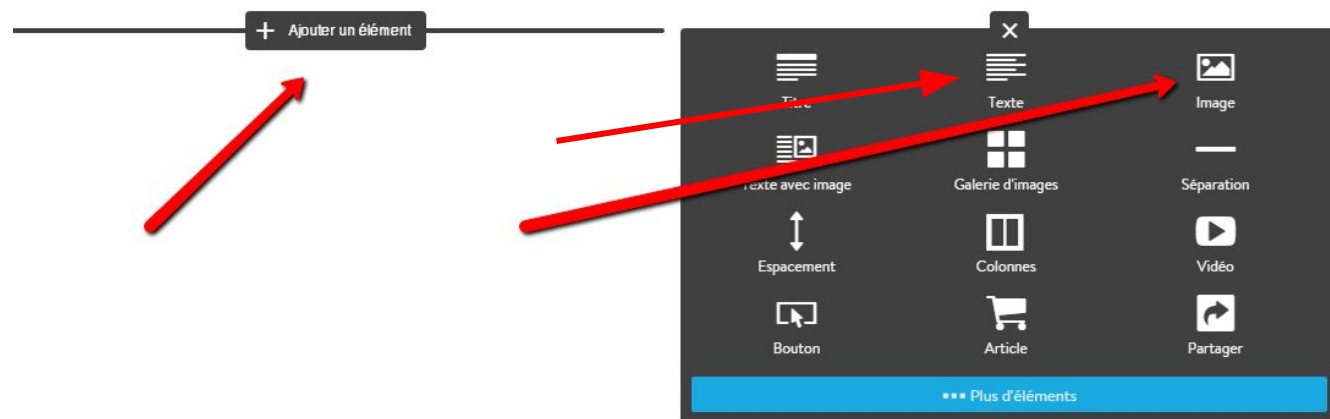 Ajouter un élément
Titre
Texte
Image
Texte avec image
Galerie d'images
Séparation
Espacement
Colonnes
Vidéo
Bouton
Article
Partager
Plus d'éléments